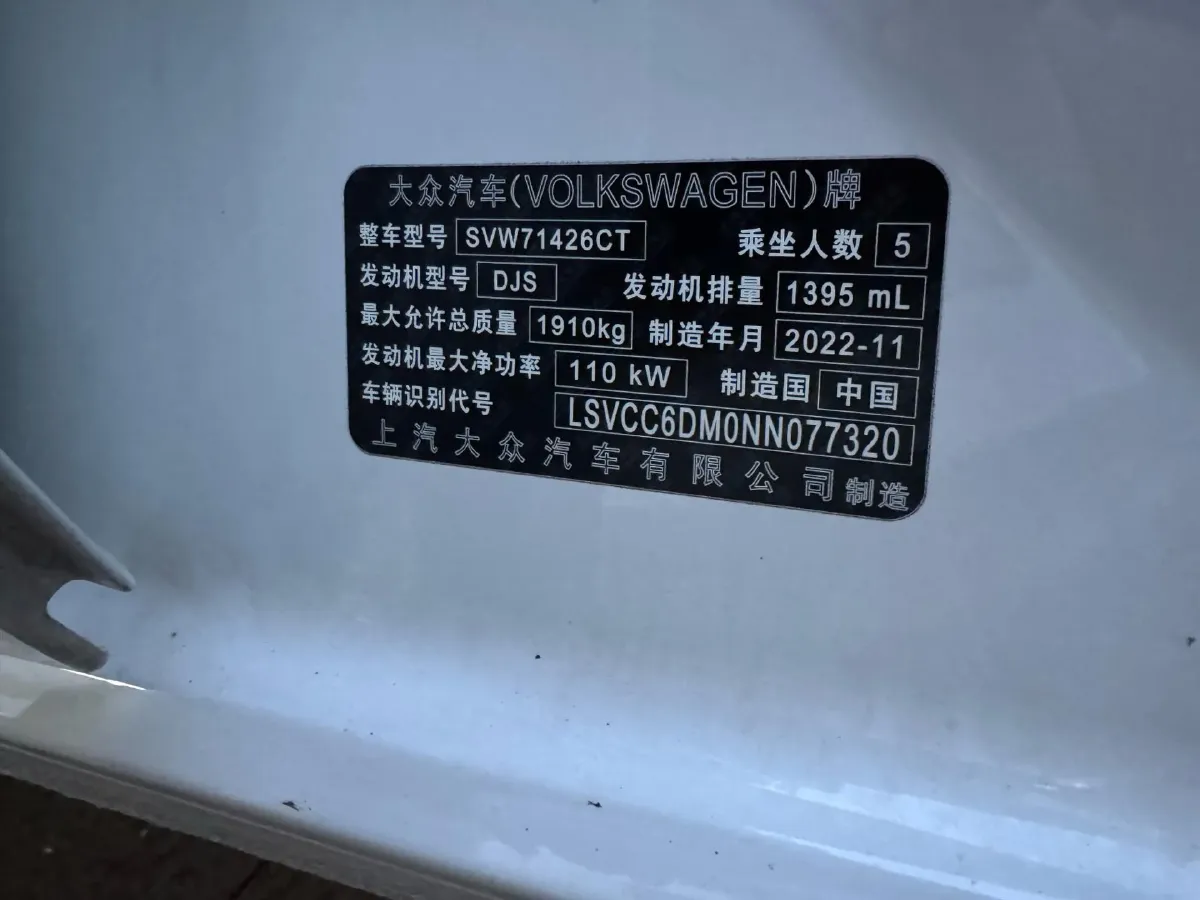 大众汽车(VOLKSWAGEN)牌
整车型号 SVW71426CT 乘坐人数 5
发动机型号 DJS 发动机排量 1395 mL
最大允许总质量 1910kg 制造年月 2022-11
发动机最大净功率 110 kW 制造国 中国
车辆识别代号 LSVCC6DM0NN077320
上汽大众汽车有限公司制造